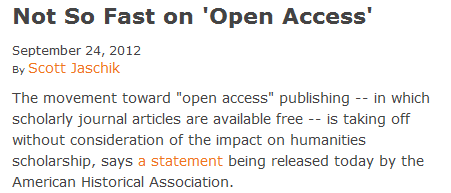 Not So Fast on 'Open Access'
September 24, 2012
By Scott Jaschik
The movement toward "open access" publishing -- in which
scholarly journal articles are available free -- is taking off
without consideration of the impact on humanities
scholarship, says a statement being released today by the
American Historical Association.